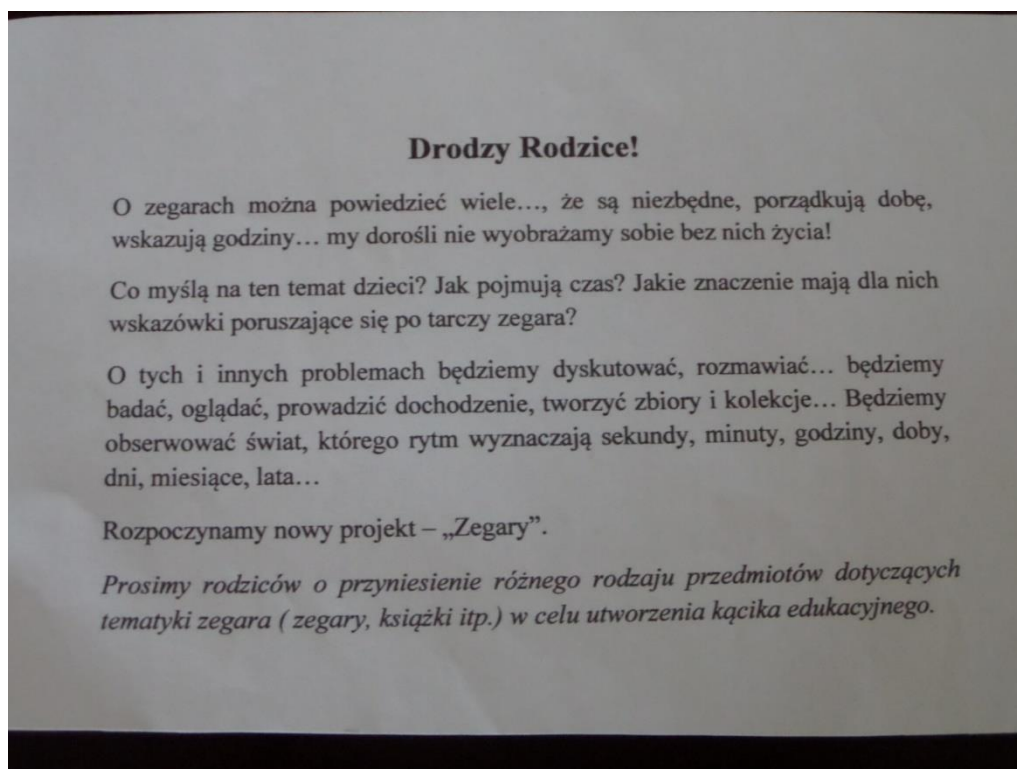 Drodzy Rodzice!
O zegarach można powiedzieć wiele…, że są niezbędne, porządkują dobę,
wskazują godziny… my dorośli nie wyobrażamy sobie bez nich życia!
Co myślą na ten temat dzieci? Jak pojmują czas? Jakie znaczenie mają dla nich
wskazówki poruszające się po tarczy zegara?
O tych i innych problemach będziemy dyskutować, rozmawiać… będziemy
badać, oglądać, prowadzić dochodzenie, tworzyć zbiory i kolekcje… Będziemy
obserwować świat, którego rytm wyznaczają sekundy, minuty, godziny, doby,
dni, miesiące, lata…
Rozpoczynamy nowy projekt – „Zegary”.
Prosimy rodziców o przyniesienie różnego rodzaju przedmiotów dotyczących
tematyki zegara ( zegary, książki itp.) w celu utworzenia kącika edukacyjnego.